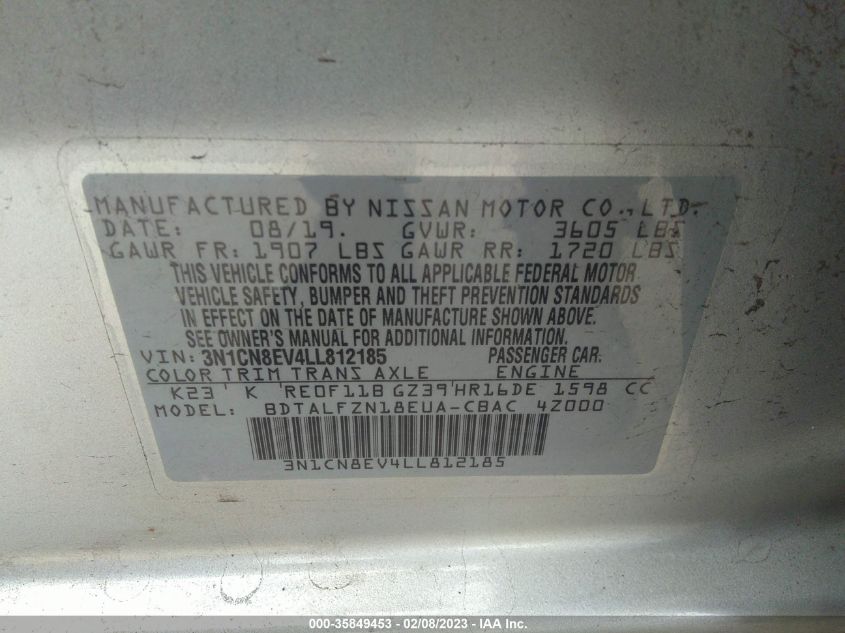 MANUFACTURED BY NISSAN MOTOR CO., LTD.
DATE: 08/19. GVWR: 3605 LBS
GAWR FR: 1907 LBS GAWR RR: 1720 LBS
THIS VEHICLE CONFORMS TO ALL APPLICABLE FEDERAL MOTOR
VEHICLE SAFETY, BUMPER AND THEFT PREVENTION STANDARDS
IN EFFECT ON THE DATE OF MANUFACTURE SHOWN ABOVE.
SEE OWNER'S MANUAL FOR ADDITIONAL INFORMATION.
VIN: 3N1CN8EV4LL812185 PASSENGER CAR.
COLOR TRIM TRANS AXLE ENGINE
K23 K RE0F11B GZ39 HR16DE 1598 CC
MODEL: BDTALFZN18EUA-CBAC 4Z000
3N1CN8EV4LL812185
000-35849453 - 02/08/2023 - IAA Inc.